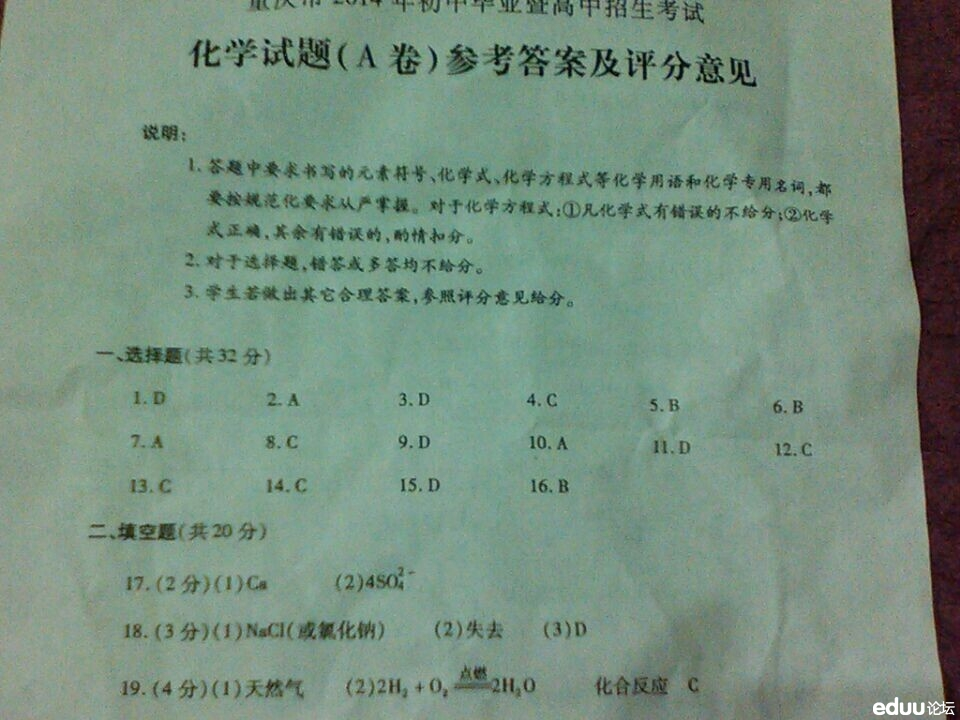 重庆市2014年初中毕业暨高中招生考试
化学试题(A卷)参考答案及评分意见
说明:
1. 答题中要求书写的元素符号、化学式、化学方程式等化学用语和化学专用名词,都
要按规范化要求从严掌握。对于化学方程式:①凡化学式有错误的不给分;②化学
式正确,其余有错误的,酌情扣分。
2. 对于选择题,错答或多答均不给分。
3. 学生若做出其它合理答案,参照评分意见给分。
一、选择题(共32分)
1. D 2. A 3. D 4. C 5. B 6. B
7. A 8. C 9. D 10. A 11. D 12. C
13. C 14. C 15. D 16. B
二、填空题(共20分)
17. (2分)(1)Ca (2)4SO₄²⁻
18. (3分)(1)NaCl(或氯化钠) (2)失去 (3)D
19. (4分)(1)天然气 (2)2H₂+O₂ 点燃══ 2H₂O 化合反应 C
eduu论坛